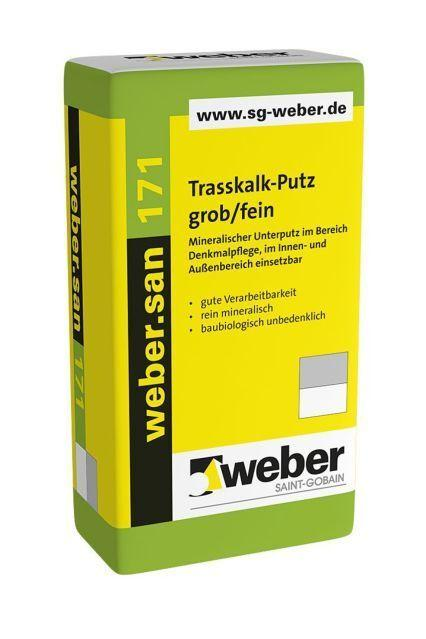 www.sg-weber.de
weber.san 171
Trasskalk-Putz
grob/fein
Mineralischer Unterputz im Bereich
Denkmalpflege, im Innen- und
Außenbereich einsetzbar
• gute Verarbeitbarkeit
• rein mineralisch
• baubiologisch unbedenklich
weber
SAINT-GOBAIN
weber.san 171